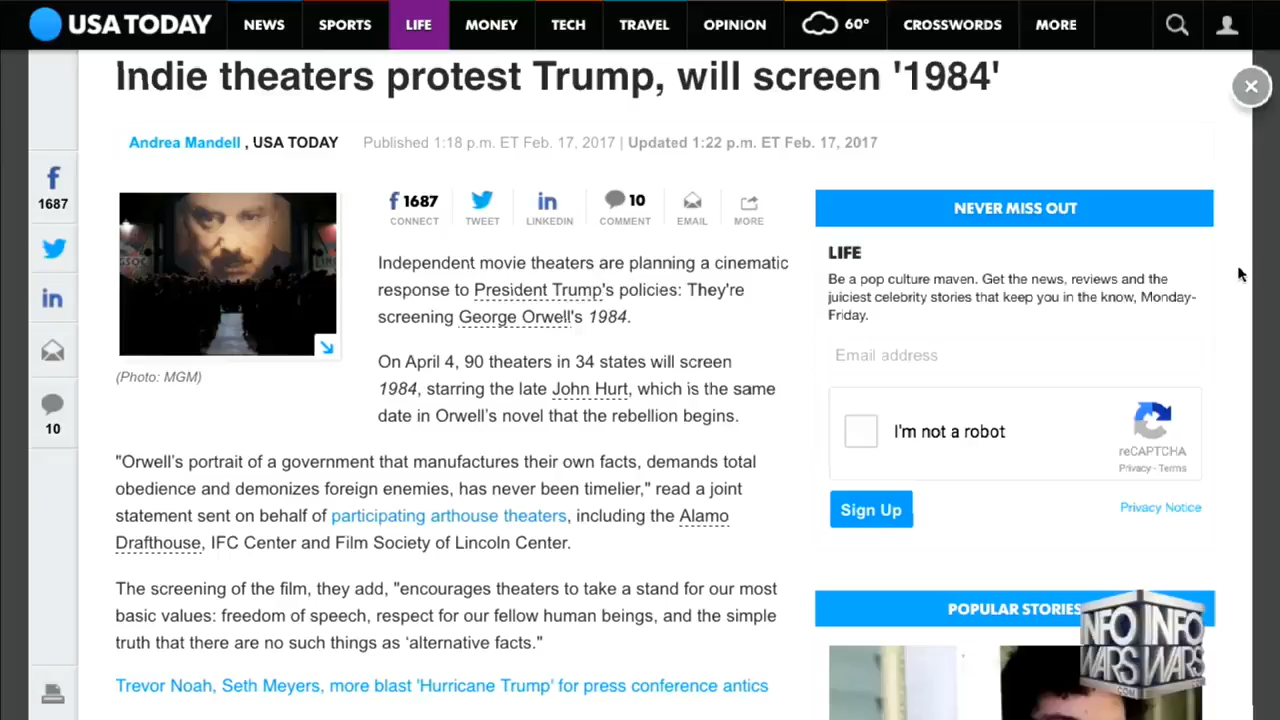 USA TODAY NEWS SPORTS LIFE MONEY TECH TRAVEL OPINION 60° CROSSWORDS MORE
Indie theaters protest Trump, will screen '1984'
Andrea Mandell , USA TODAY Published 1:18 p.m. ET Feb. 17, 2017 | Updated 1:22 p.m. ET Feb. 17, 2017
1687
10
(Photo: MGM)
1687 10
CONNECT TWEET LINKEDIN COMMENT EMAIL MORE
Independent movie theaters are planning a cinematic
response to President Trump's policies: They're
screening George Orwell's 1984.
On April 4, 90 theaters in 34 states will screen
1984, starring the late John Hurt, which is the same
date in Orwell's novel that the rebellion begins.
"Orwell's portrait of a government that manufactures their own facts, demands total
obedience and demonizes foreign enemies, has never been timelier," read a joint
statement sent on behalf of participating arthouse theaters, including the Alamo
Drafthouse, IFC Center and Film Society of Lincoln Center.
The screening of the film, they add, "encourages theaters to take a stand for our most
basic values: freedom of speech, respect for our fellow human beings, and the simple
truth that there are no such things as 'alternative facts."
Trevor Noah, Seth Meyers, more blast 'Hurricane Trump' for press conference antics
NEVER MISS OUT
LIFE
Be a pop culture maven. Get the news, reviews and the
juiciest celebrity stories that keep you in the know, Monday-
Friday.
Email address
I'm not a robot
reCAPTCHA
Privacy - Terms
Sign Up
Privacy Notice
POPULAR STORIES
INFO INFO
WARS WARS
.COM